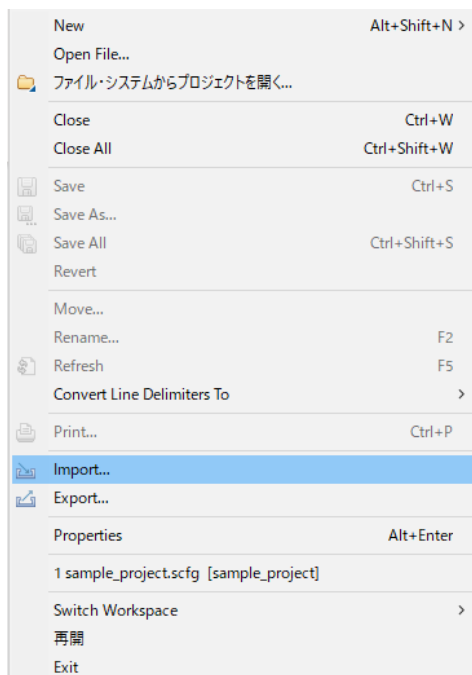 New Alt+Shift+N >
Open File...
ファイル・システムからプロジェクトを開く...
Close Ctrl+W
Close All Ctrl+Shift+W
Save Ctrl+S
Save As...
Save All Ctrl+Shift+S
Revert
Move...
Rename... F2
Refresh F5
Convert Line Delimiters To >
Print... Ctrl+P
Import...
Export...
Properties Alt+Enter
1 sample_project.scfg [sample_project]
Switch Workspace >
再開
Exit